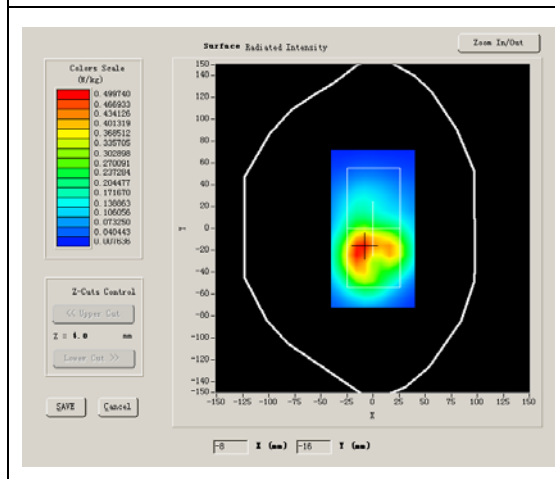 Surface Radiated Intensity
Zoom In/Out
Colors Scale
(W/kg)
0.499740
0.466933
0.434126
0.401319
0.368512
0.335705
0.302898
0.270091
0.237284
0.204477
0.171670
0.138863
0.106056
0.073250
0.040443
0.007636
150
120
100
80
60
40
20
0
-20
-40
-60
-80
-100
-120
-140
-150
Y
-150 -125 -100 -75 -50 -25 0 25 50 75 100 125 150
X
Z-Cuts Control
<< Upper Cut
Z = 4.0 mm
Lower Cut >>
SAVE
Cancel
-8 X (mm) -16 Y (mm)